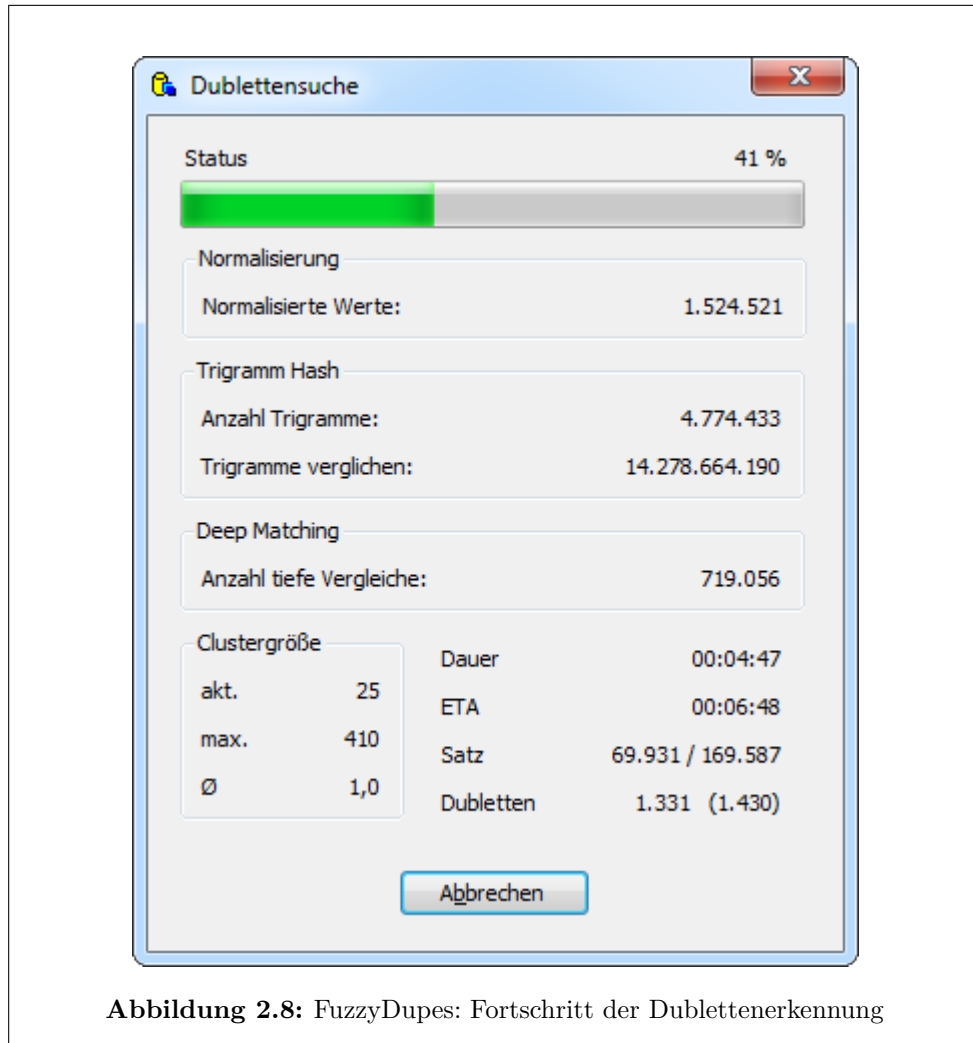 Dublettensuche
Status 41 %
Normalisierung
Normalisierte Werte: 1.524.521
Trigramm Hash
Anzahl Trigramme: 4.774.433
Trigramme verglichen: 14.278.664.190
Deep Matching
Anzahl tiefe Vergleiche: 719.056
Clustergröße
akt. 25
max. 410
Ø 1,0
Dauer 00:04:47
ETA 00:06:48
Satz 69.931 / 169.587
Dubletten 1.331 (1.430)
Abbrechen
Abbildung 2.8: FuzzyDupes: Fortschritt der Dublettenerkennung